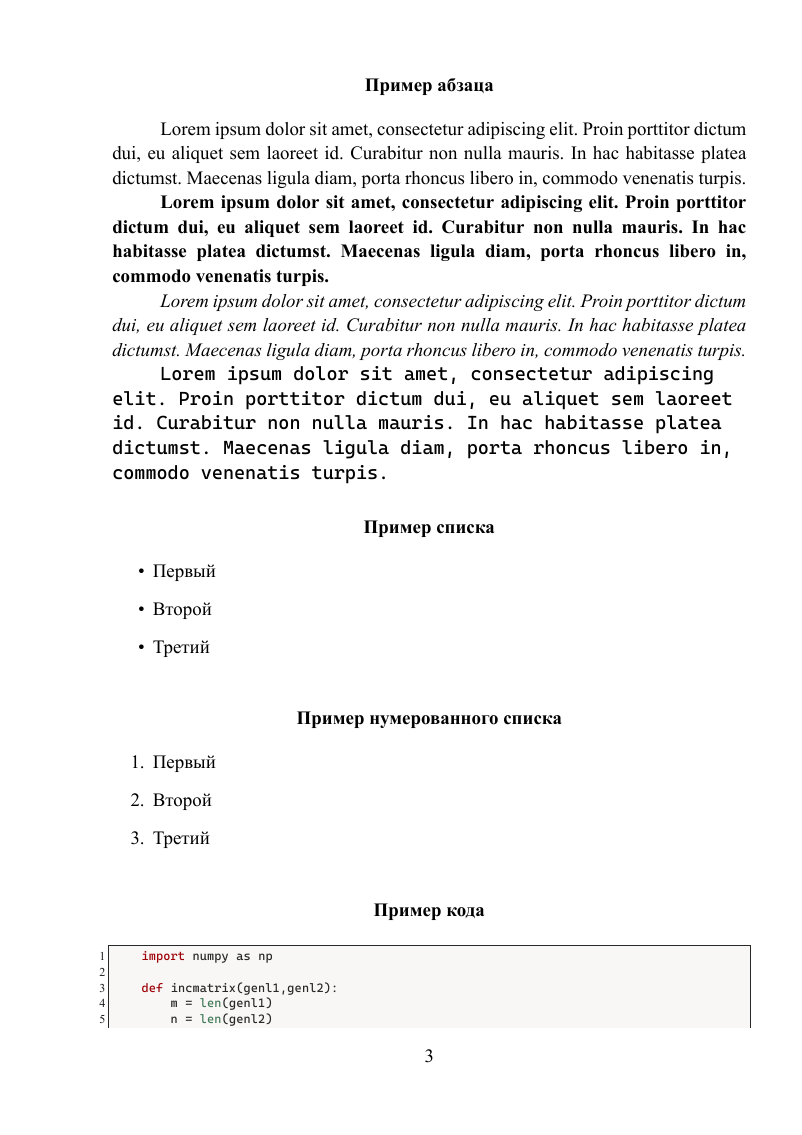 Пример абзаца
Lorem ipsum dolor sit amet, consectetur adipiscing elit. Proin porttitor dictum
dui, eu aliquet sem laoreet id. Curabitur non nulla mauris. In hac habitasse platea
dictumst. Maecenas ligula diam, porta rhoncus libero in, commodo venenatis turpis.
Lorem ipsum dolor sit amet, consectetur adipiscing elit. Proin porttitor
dictum dui, eu aliquet sem laoreet id. Curabitur non nulla mauris. In hac
habitasse platea dictumst. Maecenas ligula diam, porta rhoncus libero in,
commodo venenatis turpis.
Lorem ipsum dolor sit amet, consectetur adipiscing elit. Proin porttitor dictum
dui, eu aliquet sem laoreet id. Curabitur non nulla mauris. In hac habitasse platea
dictumst. Maecenas ligula diam, porta rhoncus libero in, commodo venenatis turpis.
Lorem ipsum dolor sit amet, consectetur adipiscing
elit. Proin porttitor dictum dui, eu aliquet sem laoreet
id. Curabitur non nulla mauris. In hac habitasse platea
dictumst. Maecenas ligula diam, porta rhoncus libero in,
commodo venenatis turpis.
Пример списка
• Первый
• Второй
• Третий
Пример нумерованного списка
1. Первый
2. Второй
3. Третий
Пример кода
1 import numpy as np
2
3 def incmatrix(genl1,genl2):
4 m = len(genl1)
5 n = len(genl2)
3